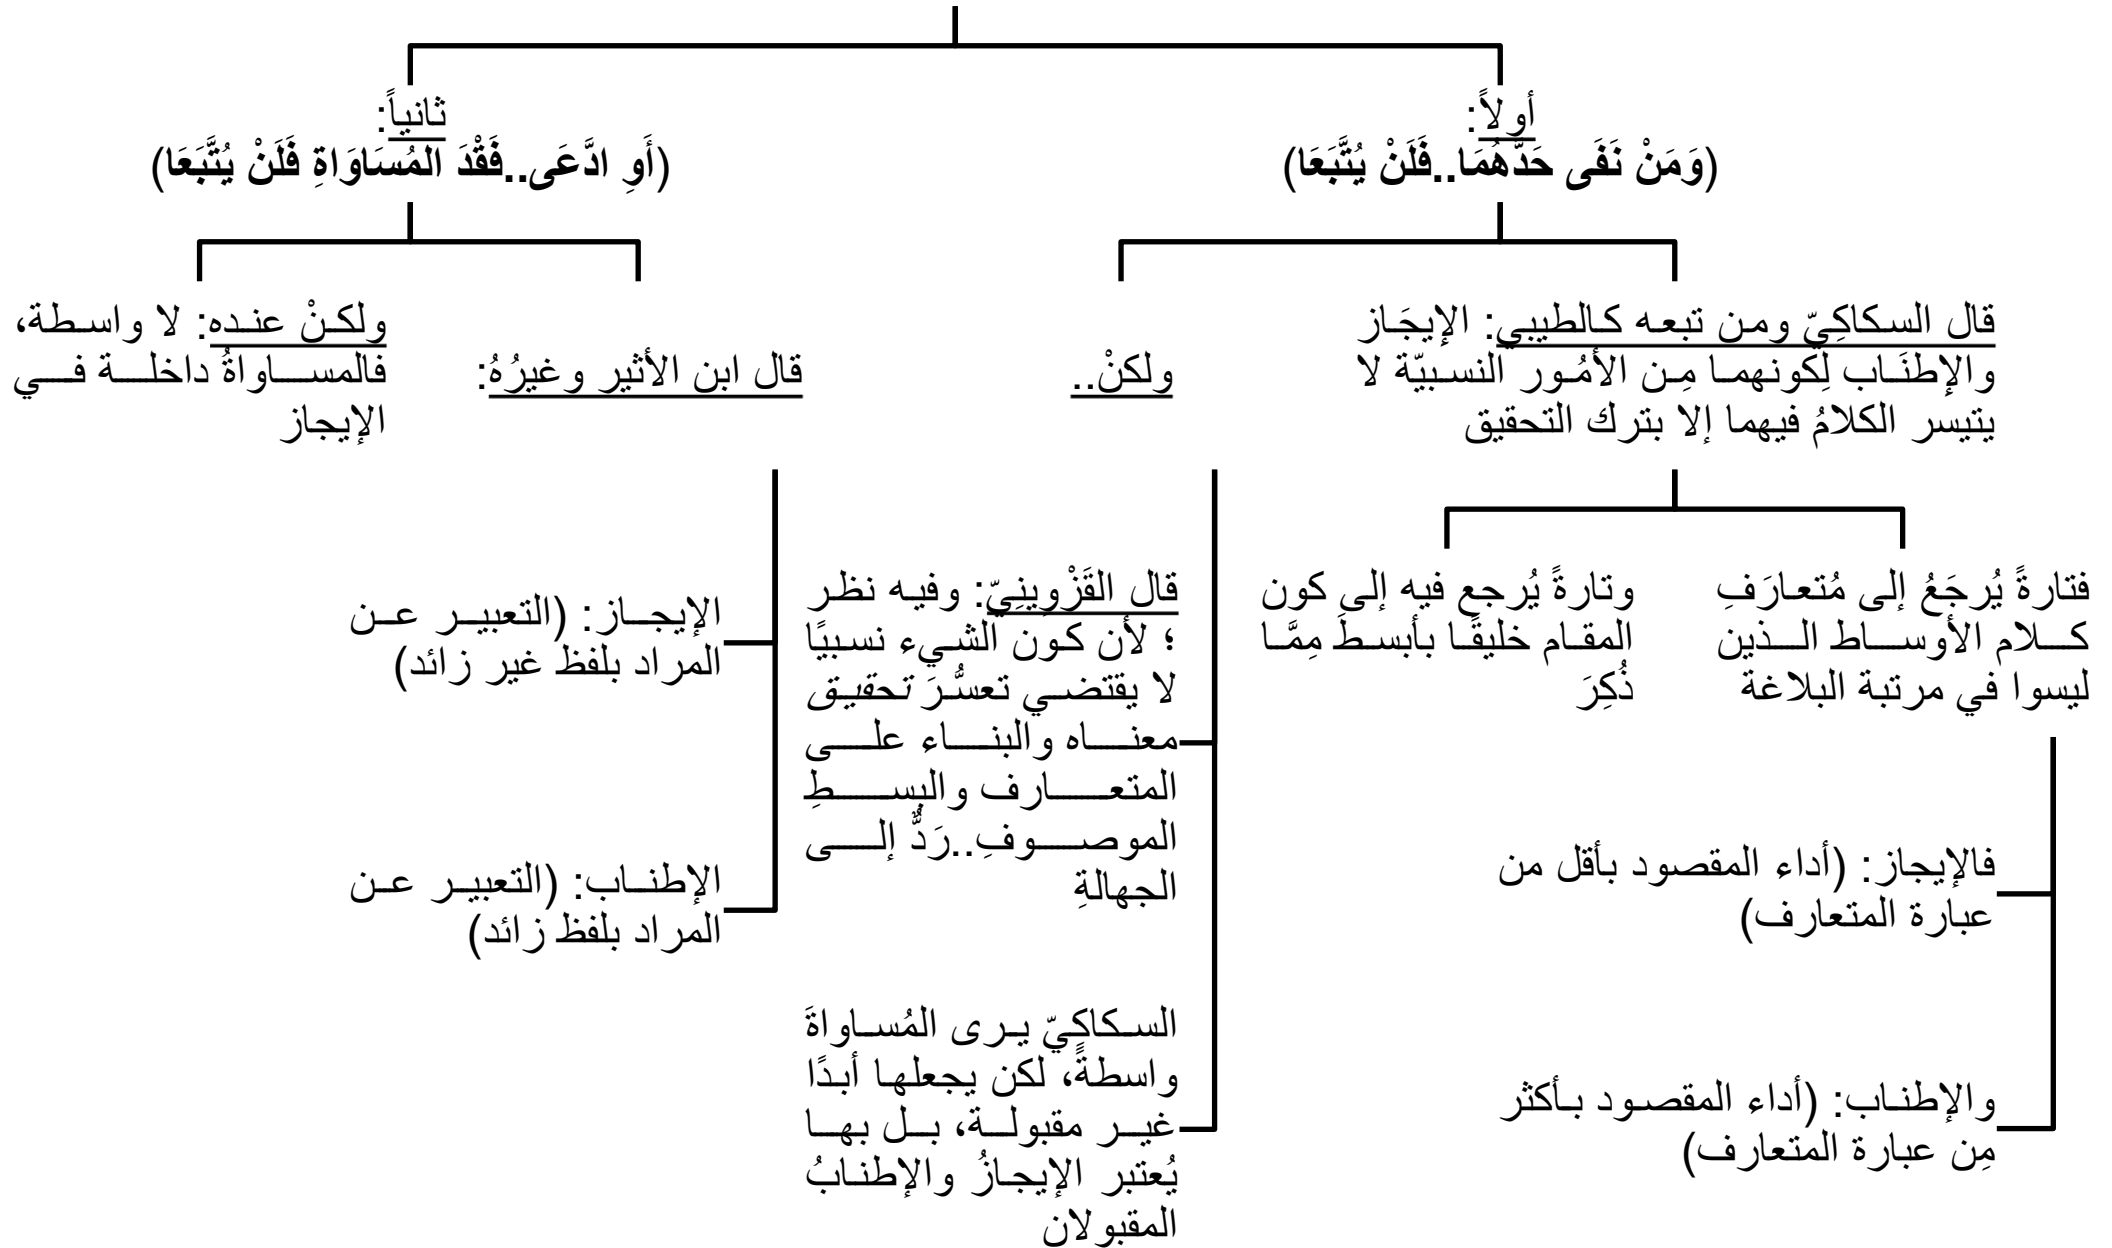 أولاً:
(وَمَنْ نَفَى حَدَّهُمَا..فَلَنْ يُتَّبَعَا)
قال السكاكِيّ ومن تبعه كالطيبي: الإيجَاز
والإطنَاب لِكونهما مِن الأمُور النسبيّة لا
يتيسر الكلامُ فيهما إلا بترك التحقيق
فتارةً يُرجَعُ إلى مُتعارَفِ
كلام الأوساط الذين
ليسوا في مرتبة البلاغة
فالإيجاز: (أداء المقصود بأقل من
عبارة المتعارف)
والإطناب: (أداء المقصود بأكثر
مِن عبارة المتعارف)
وتارةً يُرجع فيه إلى كون
المقام خليقًا بأبسطَ مِمَّا
ذُكِرَ
ولكنْ..
قال القَزْوِينِيّ: وفيه نظر
؛ لأن كون الشيء نسبيًا
لا يقتضي تعسُّرَ تحقيق
معناه والبناء على
المتعارف والبسطِ
الموصوفِ..رَدٌّ إلى
الجهالةِ
السكاكيّ يرى المُساواةَ
واسطةً، لكن يجعلها أبدًا
غير مقبولة، بل بها
يُعتبر الإيجازُ والإطنابُ
المقبولان
ثانياً:
(أَوِ ادَّعَى..فَقْدَ المُسَاوَاةِ فَلَنْ يُتَّبَعَا)
قال ابن الأثير وغيرُهُ:
الإيجاز: (التعبير عن
المراد بلفظ غير زائد)
الإطناب: (التعبير عن
المراد بلفظ زائد)
ولكنْ عنده: لا واسطة،
فالمساواةُ داخلة في
الإيجاز